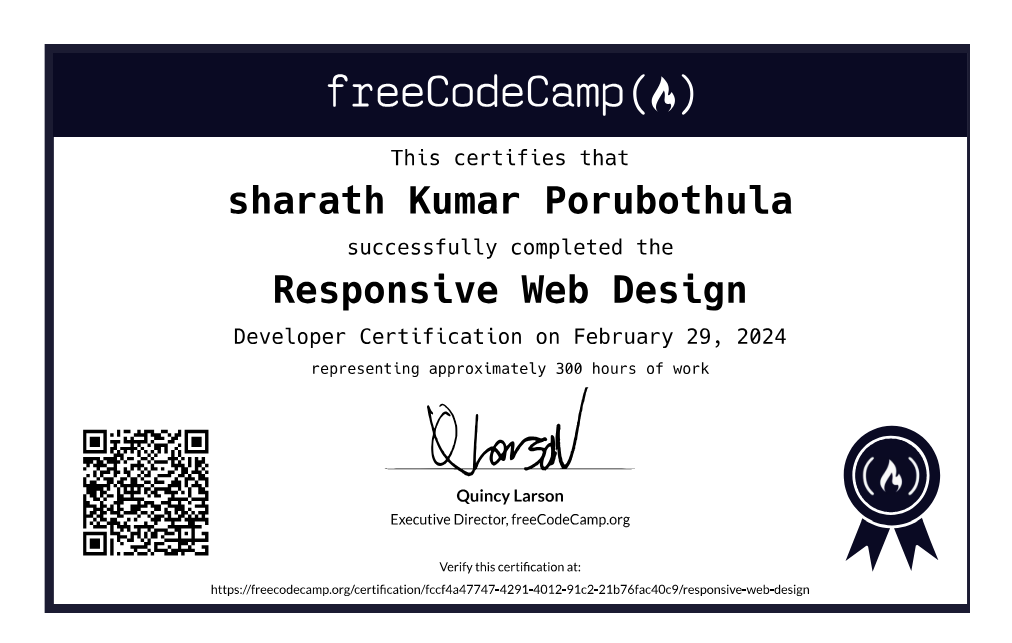 freeCodeCamp
This certifies that
sharath Kumar Porubothula
successfully completed the
Responsive Web Design
Developer Certification on February 29, 2024
representing approximately 300 hours of work
Q Larson
Quincy Larson
Executive Director, freeCodeCamp.org
Verify this certification at:
https://freecodecamp.org/certification/fccf4a47747-4291-4012-91c2-21b76fac40c9/responsive-web-design